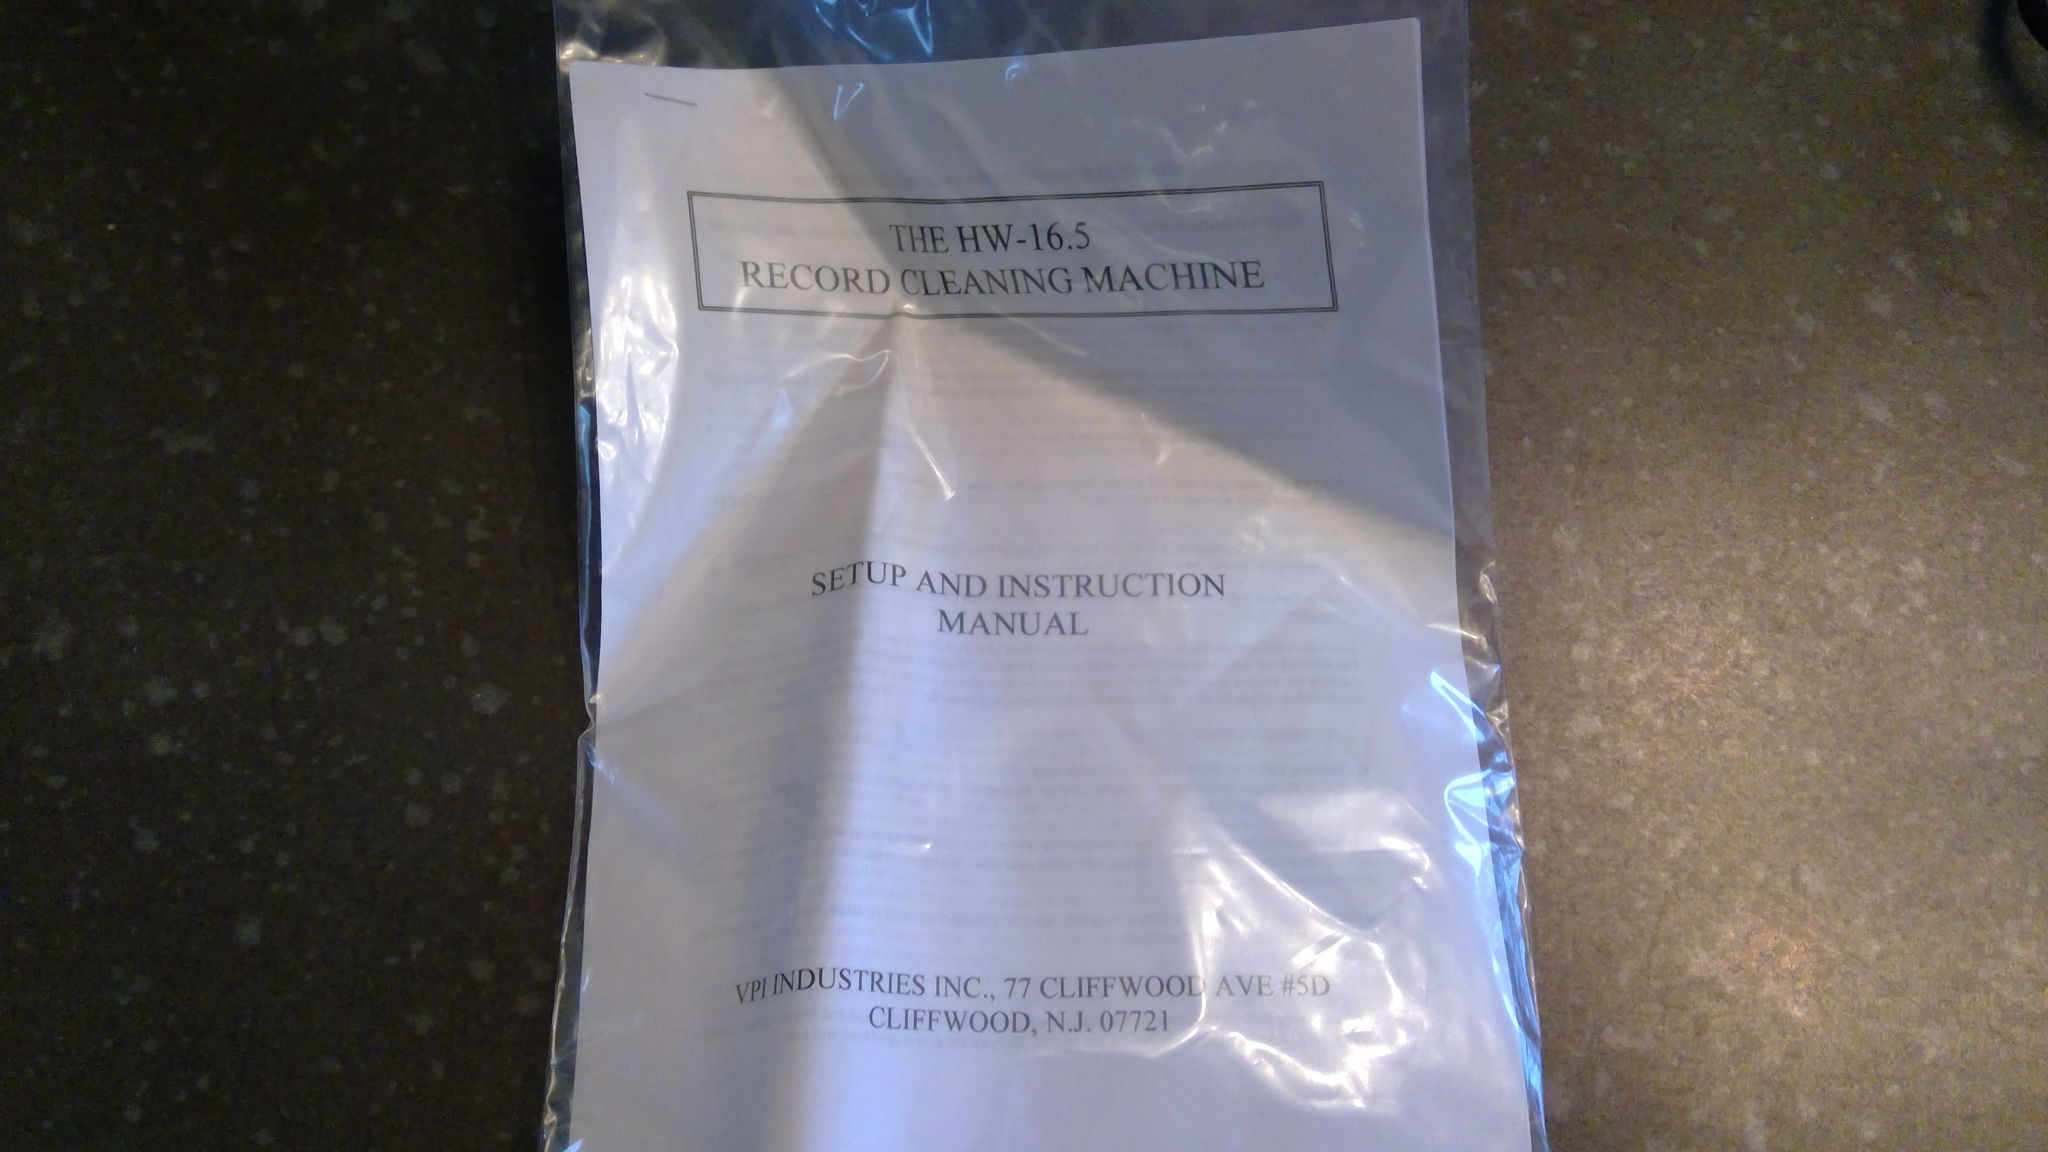 THE HW-16.5
RECORD CLEANING MACHINE
SETUP AND INSTRUCTION
MANUAL
VPI INDUSTRIES INC., 77 CLIFFWOOD AVE #5D
CLIFFWOOD, N.J. 07721